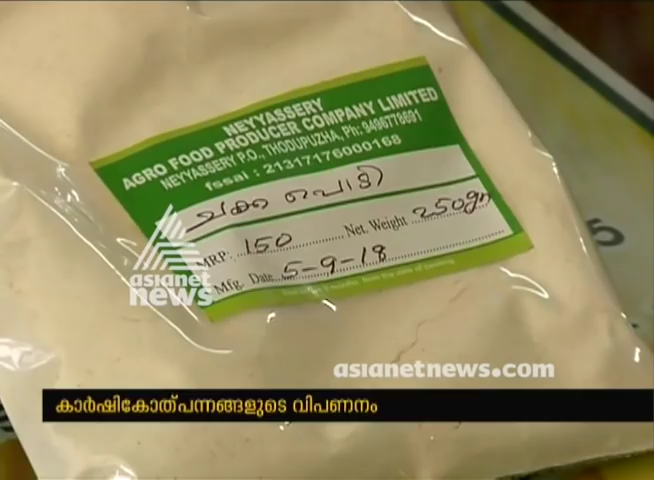 NEYYASSERY
AGRO FOOD PRODUCER COMPANY LIMITED
NEYYASSERY P.O., THODUPUZHA, Ph: 9496778691
fssai : 21317176000168
ചക്ക പൊടി
MRP: 150 Net. Weight 250gm
Mfg. Date 5-9-18
asianet
news
asianetnews.com
കാർഷികോത്പന്നങ്ങളുടെ വിപണനം